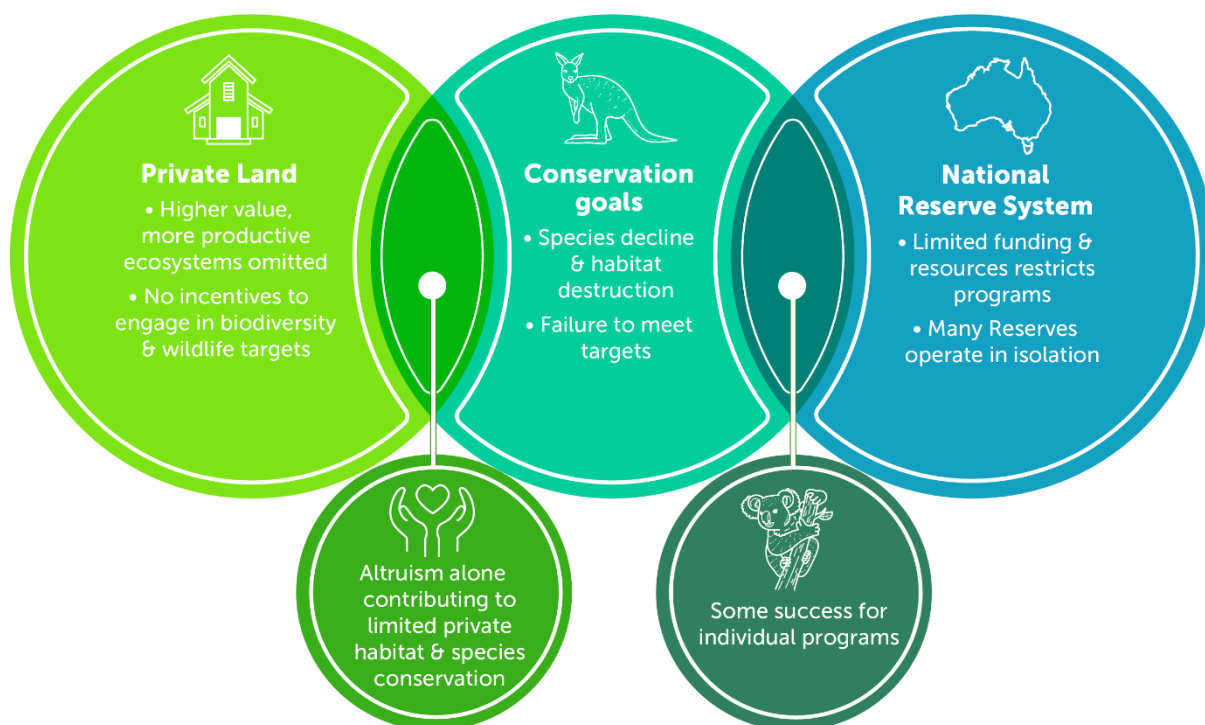 Private Land
• Higher value,
more productive
ecosystems omitted
• No incentives to
engage in biodiversity
& wildlife targets
Conservation
goals
• Species decline
& habitat
destruction
• Failure to meet
targets
National
Reserve System
• Limited funding &
resources restricts
programs
• Many Reserves
operate in isolation
Altruism alone
contributing to
limited private
habitat & species
conservation
Some success for
individual programs